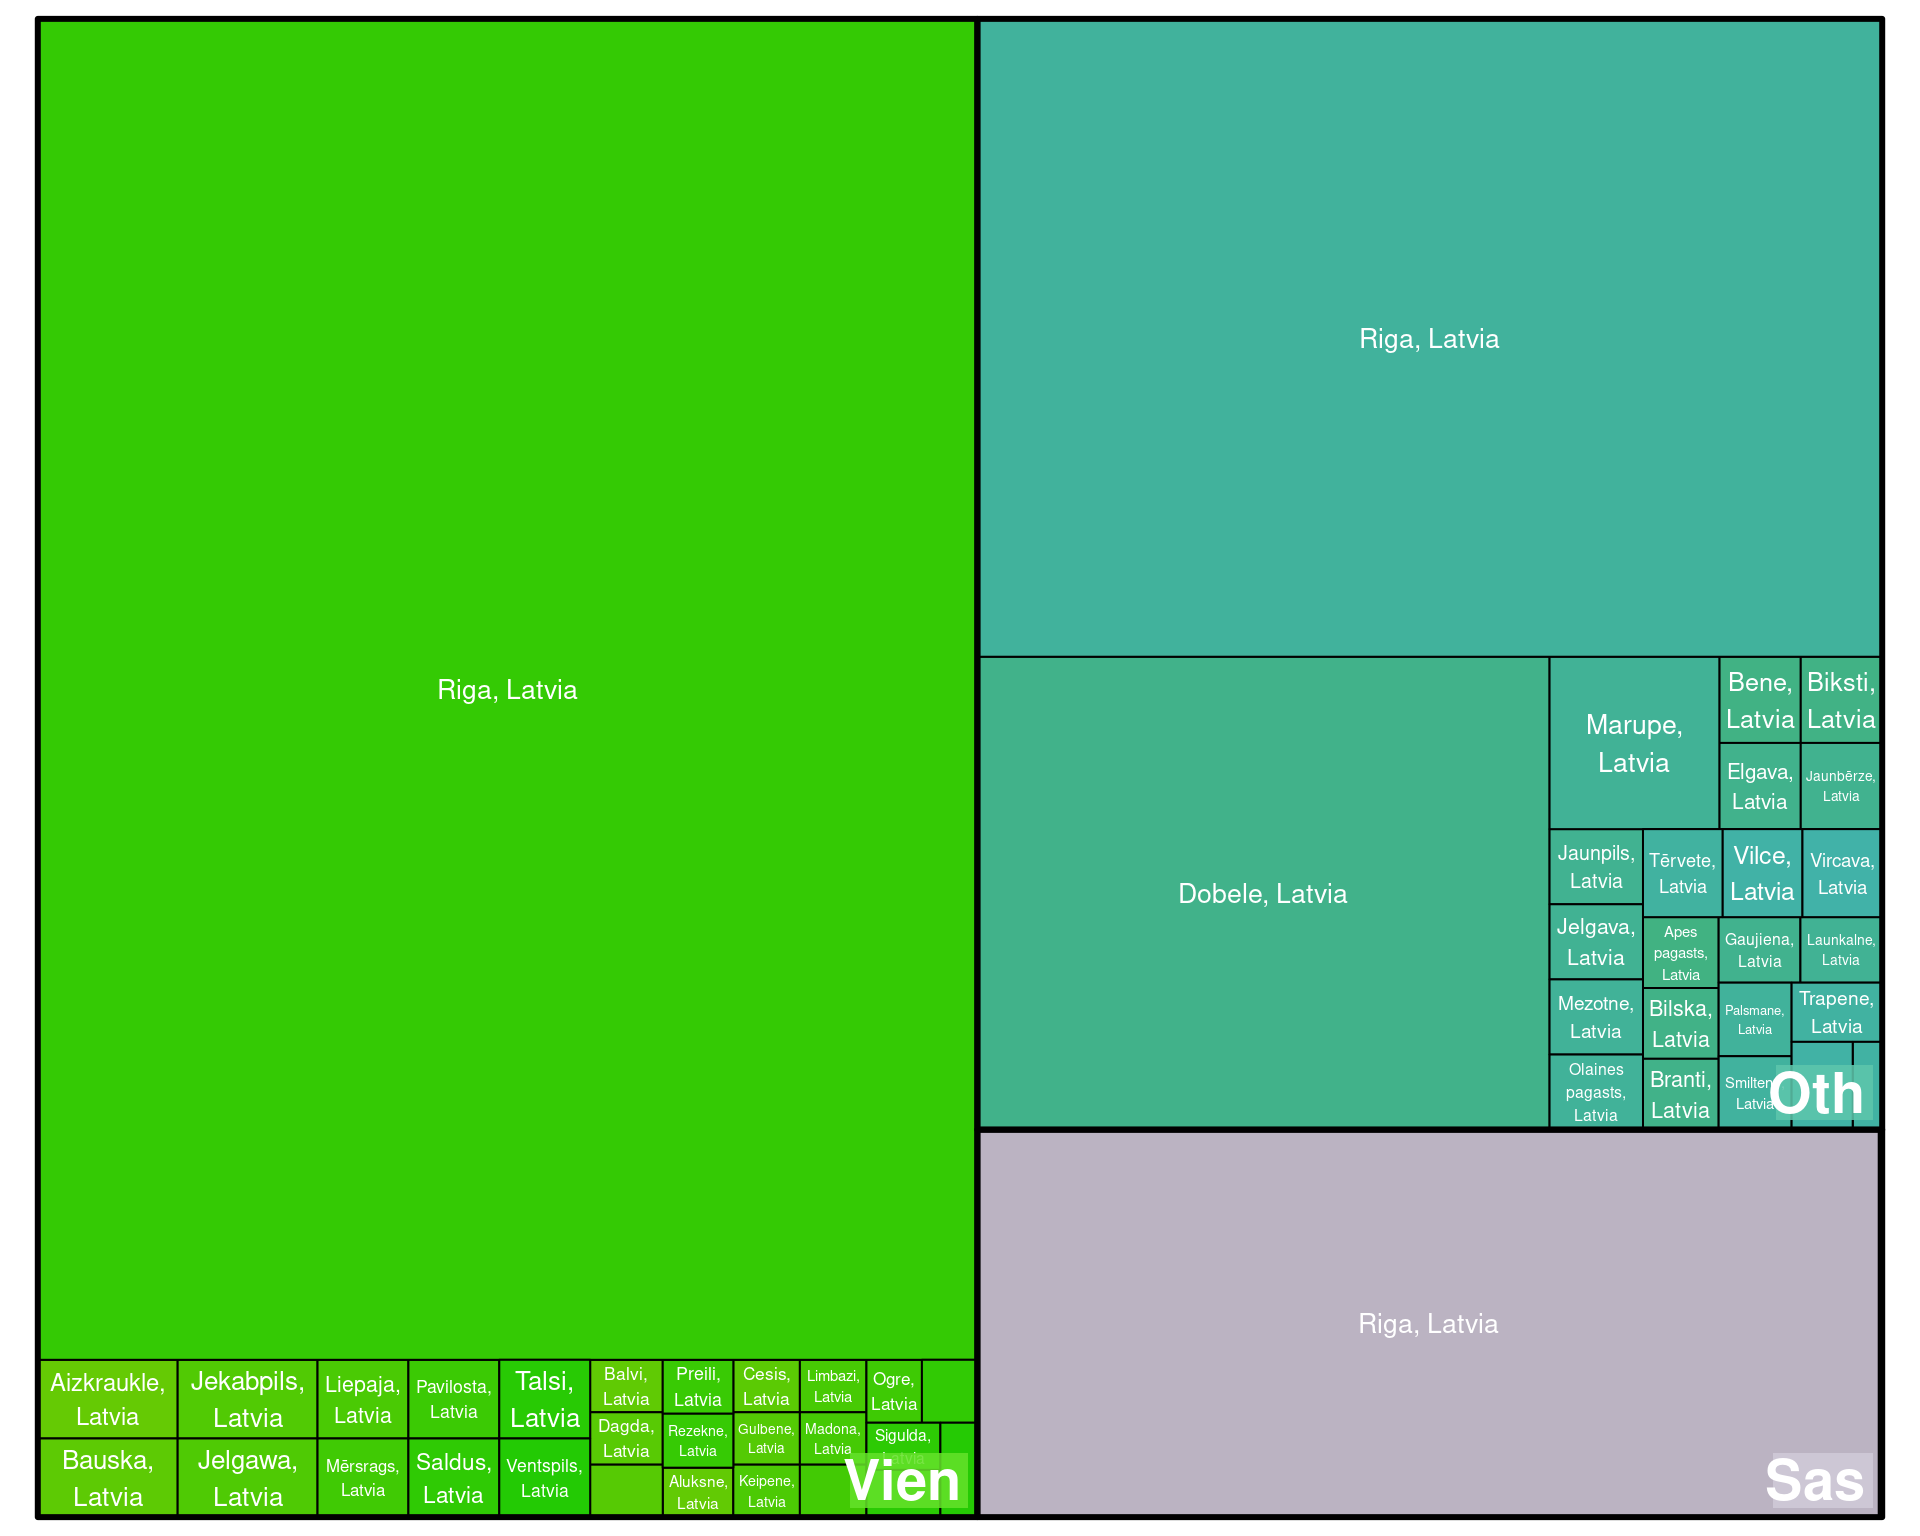 Riga, Latvia
Aizkraukle,
Latvia
Bauska,
Latvia
Jekabpils,
Latvia
Jelgawa,
Latvia
Liepaja,
Latvia
Mērsrags,
Latvia
Pavilosta,
Latvia
Saldus,
Latvia
Talsi,
Latvia
Ventspils,
Latvia
Balvi,
Latvia
Dagda,
Latvia
Preili,
Latvia
Rezekne,
Latvia
Aluksne,
Latvia
Cesis,
Latvia
Gulbene,
Latvia
Keipene,
Latvia
Limbazi,
Latvia
Madona,
Latvia
Ogre,
Latvia
Sigulda,
Latvia
Vien
Riga, Latvia
Dobele, Latvia
Marupe,
Latvia
Bene,
Latvia
Biksti,
Latvia
Elgava,
Latvia
Jaunbērze,
Latvia
Jaunpils,
Latvia
Jelgava,
Latvia
Mezotne,
Latvia
Olaines
pagasts,
Latvia
Tērvete,
Latvia
Vilce,
Latvia
Vircava,
Latvia
Apes
pagasts,
Latvia
Bilska,
Latvia
Branti,
Latvia
Gaujiena,
Latvia
Launkalne,
Latvia
Palsmane,
Latvia
Smilten
Latvia
Trapene,
Latvia
Oth
Riga, Latvia
Sas